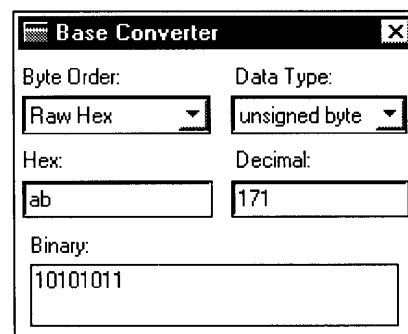 Base Converter
Byte Order: Data Type:
Raw Hex unsigned byte
Hex: Decimal:
ab 171
Binary:
10101011